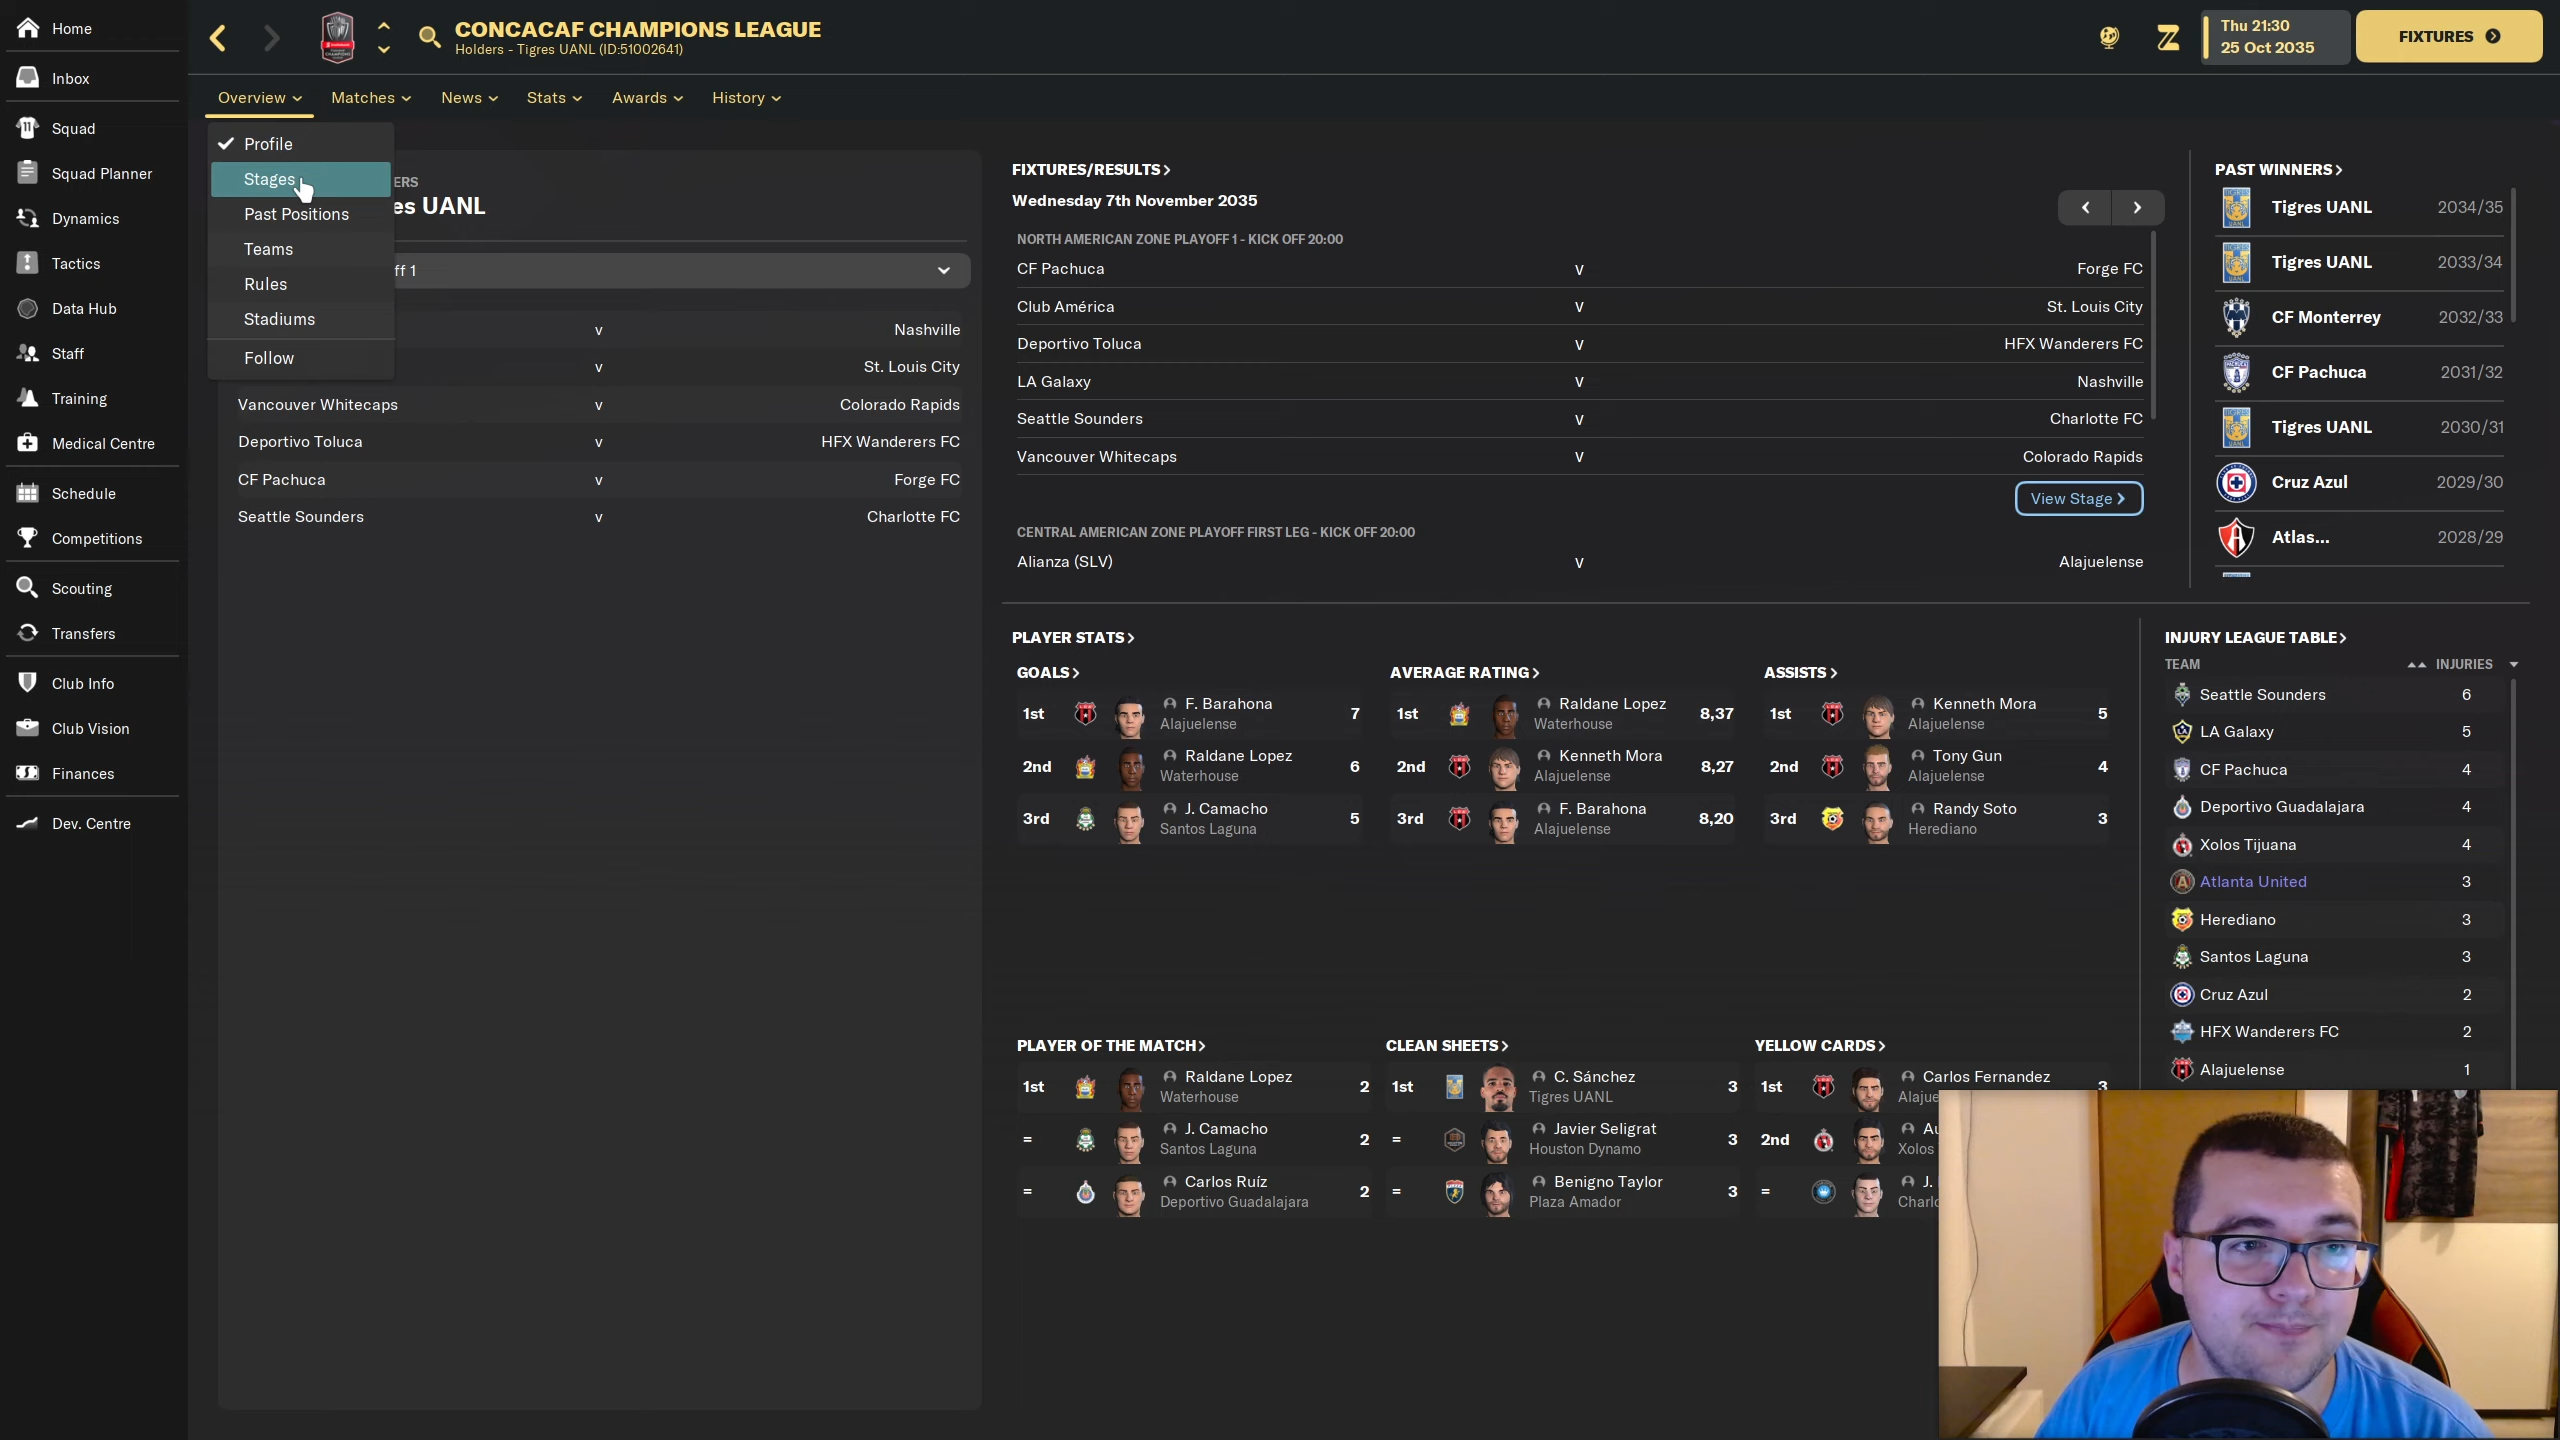 Home
Inbox
Squad
Squad Planner
Dynamics
Tactics
Data Hub
Staff
Training
Medical Centre
Schedule
Competitions
Scouting
Transfers
Club Info
Club Vision
Finances
Dev. Centre
CONCACAF CHAMPIONS LEAGUE
Holders - Tigres UANL (ID:51002641)
Thu 21:30
25 Oct 2035
FIXTURES
Overview Matches News Stats Awards History
Profile
Stages
Past Positions
Teams
Rules
Stadiums
Follow
ERS
es UANL
ff 1
v Nashville
v St. Louis City
Vancouver Whitecaps v Colorado Rapids
Deportivo Toluca v HFX Wanderers FC
CF Pachuca v Forge FC
Seattle Sounders v Charlotte FC
FIXTURES/RESULTS
Wednesday 7th November 2035
NORTH AMERICAN ZONE PLAYOFF 1 - KICK OFF 20:00
CF Pachuca V Forge FC
Club América V St. Louis City
Deportivo Toluca V HFX Wanderers FC
LA Galaxy V Nashville
Seattle Sounders V Charlotte FC
Vancouver Whitecaps V Colorado Rapids
View Stage
CENTRAL AMERICAN ZONE PLAYOFF FIRST LEG - KICK OFF 20:00
Alianza (SLV) V Alajuelense
PAST WINNERS
Tigres UANL 2034/35
Tigres UANL 2033/34
CF Monterrey 2032/33
CF Pachuca 2031/32
Tigres UANL 2030/31
Cruz Azul 2029/30
Atlas... 2028/29
PLAYER STATS
GOALS
1st F. Barahona 7
Alajuelense
2nd Raldane Lopez 6
Waterhouse
3rd J. Camacho 5
Santos Laguna
AVERAGE RATING
1st Raldane Lopez 8,37
Waterhouse
2nd Kenneth Mora 8,27
Alajuelense
3rd F. Barahona 8,20
Alajuelense
ASSISTS
1st Kenneth Mora 5
Alajuelense
2nd Tony Gun 4
Alajuelense
3rd Randy Soto 3
Herediano
INJURY LEAGUE TABLE
TEAM INJURIES
Seattle Sounders 6
LA Galaxy 5
CF Pachuca 4
Deportivo Guadalajara 4
Xolos Tijuana 4
Atlanta United 3
Herediano 3
Santos Laguna 3
Cruz Azul 2
HFX Wanderers FC 2
Alajuelense 1
PLAYER OF THE MATCH
1st Raldane Lopez 2
Waterhouse
= J. Camacho 2
Santos Laguna
= Carlos Ruíz 2
Deportivo Guadalajara
CLEAN SHEETS
1st C. Sánchez 3
Tigres UANL
= Javier Seligrat 3
Houston Dynamo
= Benigno Taylor 3
Plaza Amador
YELLOW CARDS
1st Carlos Fernandez 3
Alajue
2nd Au
Xolos
= J.
Charlo